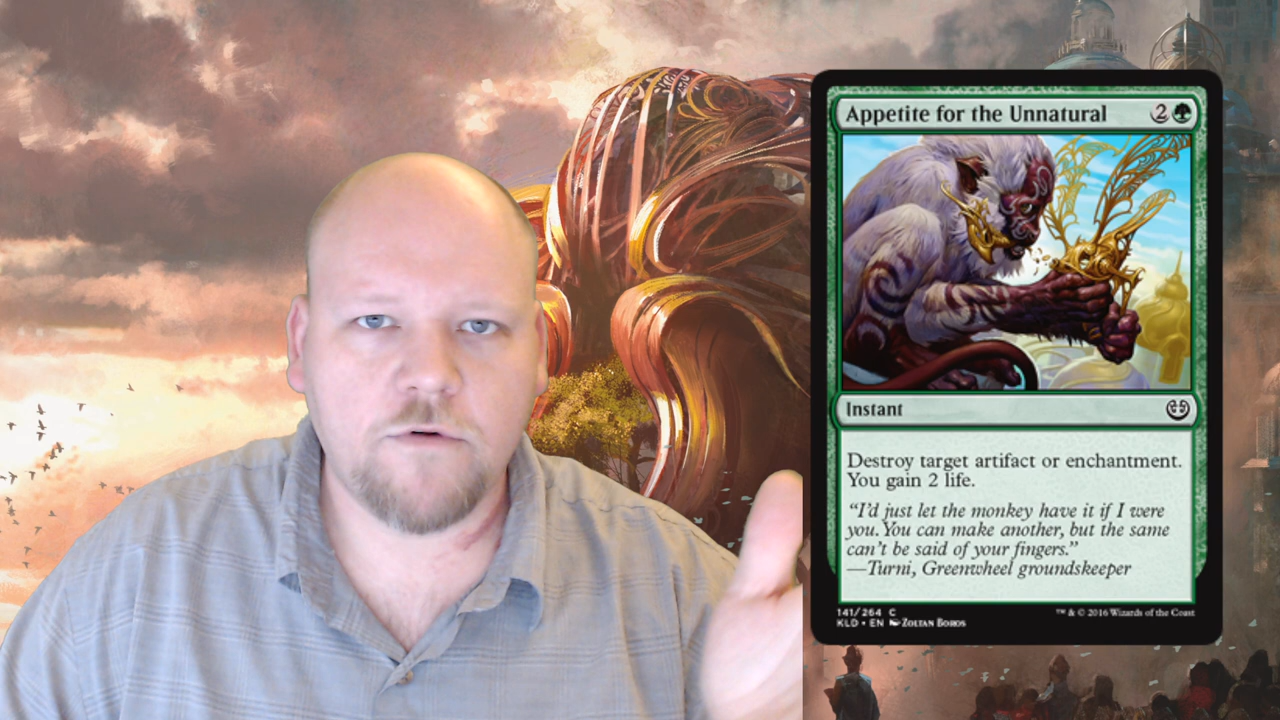 Appetite for the Unnatural 2
Instant
Destroy target artifact or enchantment.
You gain 2 life.
“I’d just let the monkey have it if I were
you. You can make another, but the same
can’t be said of your fingers.”
—Turni, Greenwheel groundskeeper
141/264 C
KLD • EN Zoltan Boros
™ & © 2016 Wizards of the Coast